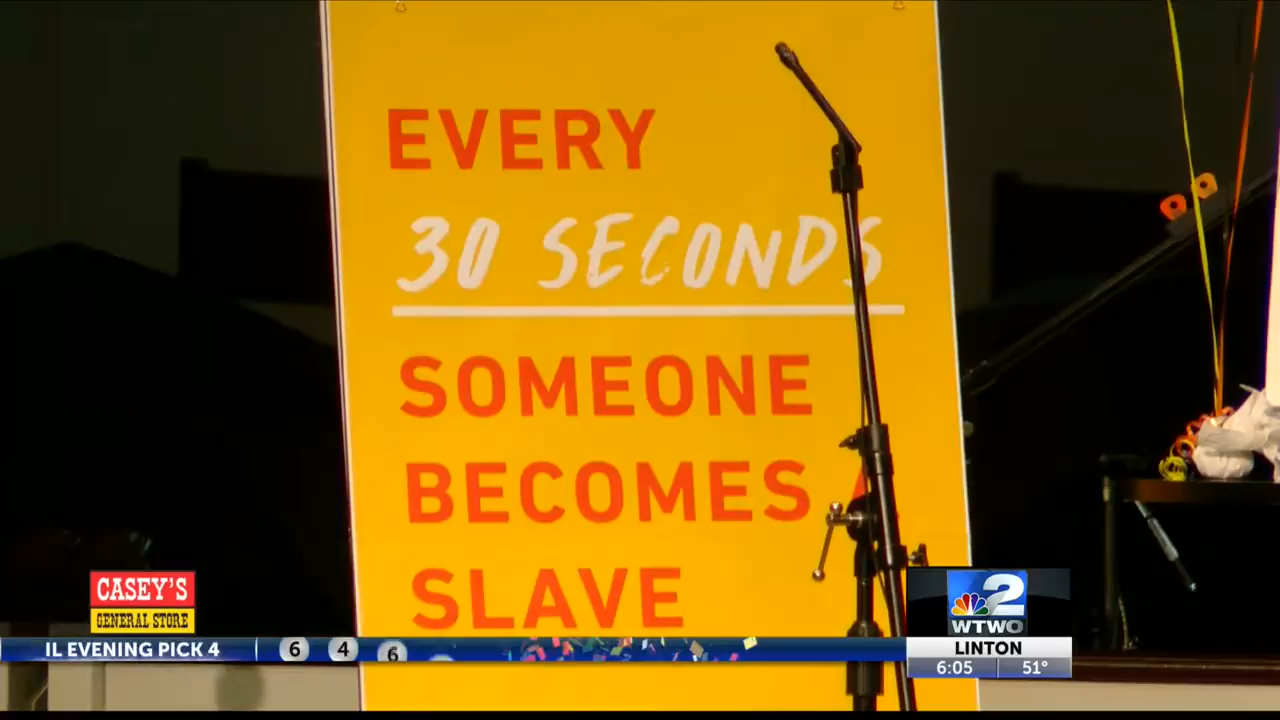 EVERY
30 SECONDS
SOMEONE
BECOMES
SLAVE
CASEY'S
GENERAL STORE
IL EVENING PICK 4 6 4 6
2
WTWO
LINTON
6:05 51°